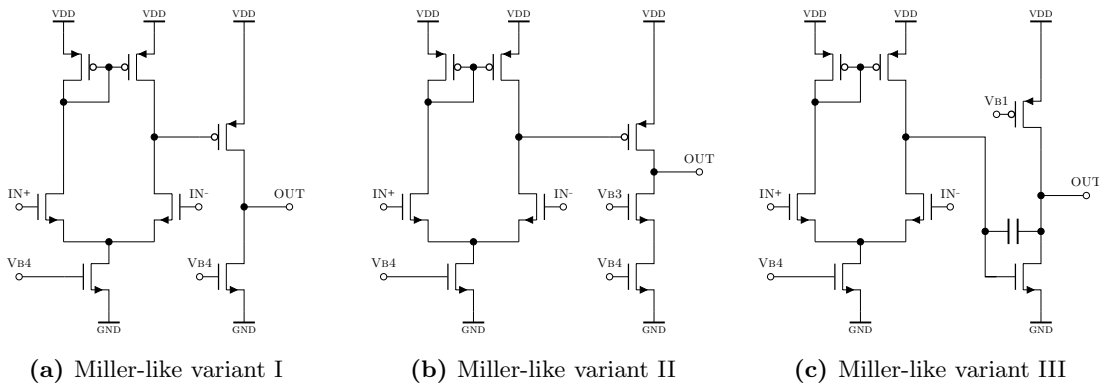 VDD VDD VDD VDD VDD VDD VDD VDD VDD
VB1
OUT
IN+ IN- OUT IN+ IN- VB3 IN+ IN- OUT
VB4 VB4 VB4 VB4 VB4
GND GND GND GND GND GND
(a) Miller-like variant I (b) Miller-like variant II (c) Miller-like variant III